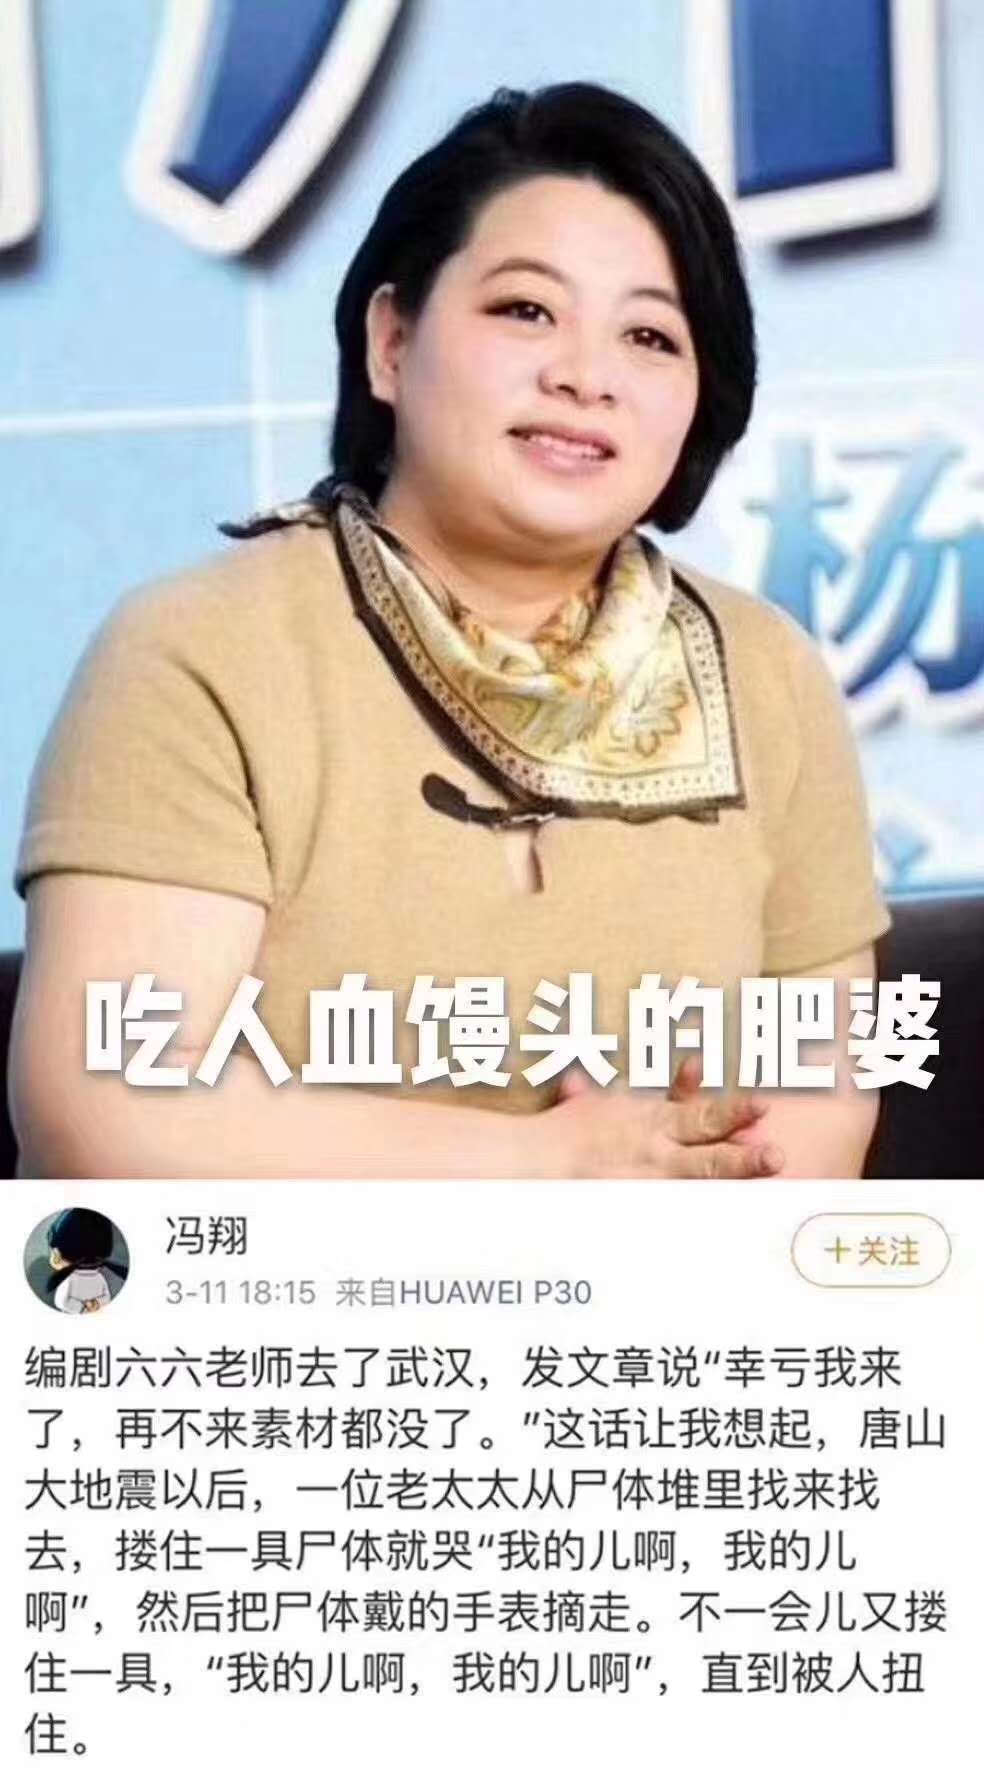 杨
吃人血馒头的肥婆
冯翔
3-11 18:15 来自HUAWEI P30
+关注
编剧六六老师去了武汉，发文章说“幸亏我来
了，再不来素材都没了。”这话让我想起，唐山
大地震以后，一位老太太从尸体堆里找来找
去，搂住一具尸体就哭“我的儿啊，我的儿
啊”，然后把尸体戴的手表摘走。不一会儿又搂
住一具，“我的儿啊，我的儿啊”，直到被人扭
住。